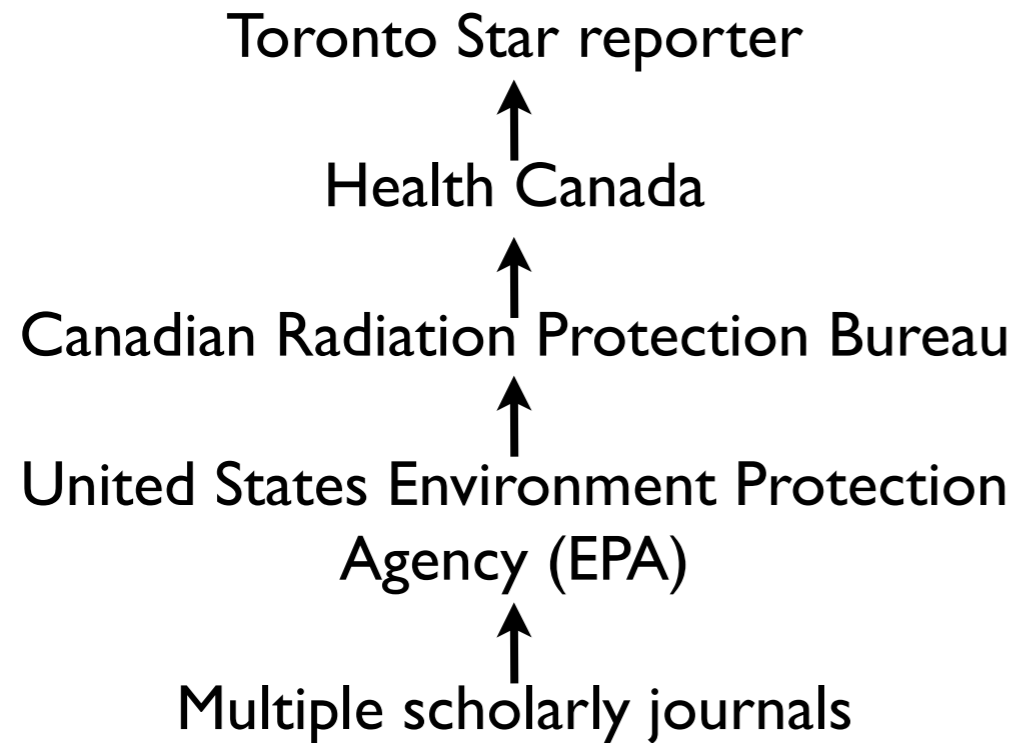 Toronto Star reporter
Health Canada
Canadian Radiation Protection Bureau
United States Environment Protection
Agency (EPA)
Multiple scholarly journals